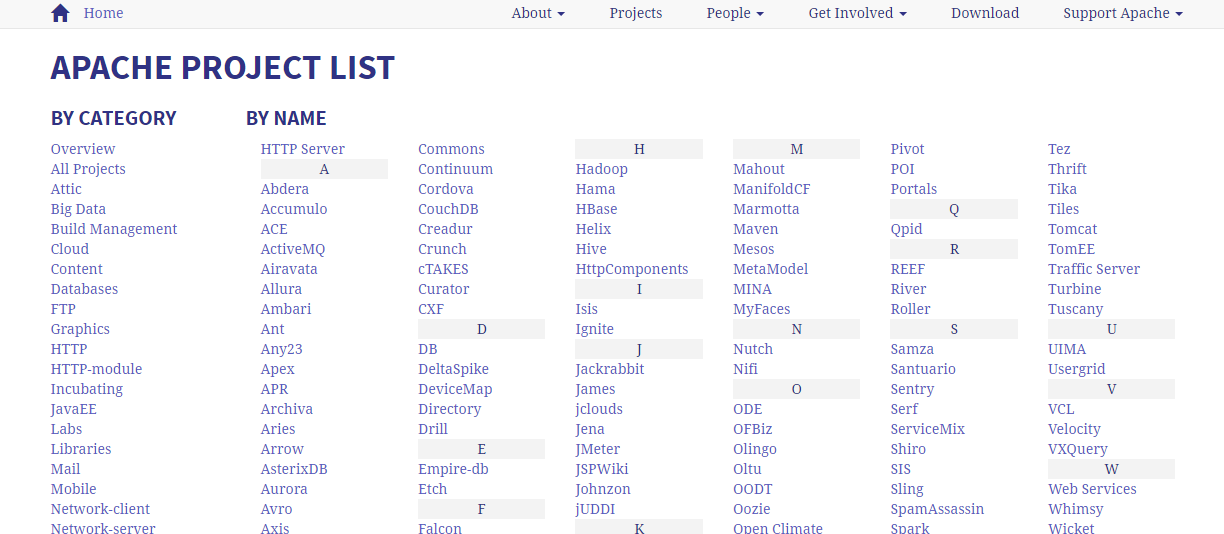 Home
About
Projects
People
Get Involved
Download
Support Apache
APACHE PROJECT LIST
BY CATEGORY
Overview
All Projects
Attic
Big Data
Build Management
Cloud
Content
Databases
FTP
Graphics
HTTP
HTTP-module
Incubating
JavaEE
Labs
Libraries
Mail
Mobile
Network-client
Network-server
BY NAME
HTTP Server
A
Abdera
Accumulo
ACE
ActiveMQ
Airavata
Allura
Ambari
Ant
Any23
Apex
APR
Archiva
Aries
Arrow
AsterixDB
Aurora
Avro
Axis
Commons
Continuum
Cordova
CouchDB
Creadur
Crunch
cTAKES
Curator
CXF
D
DB
DeltaSpike
DeviceMap
Directory
Drill
E
Empire-db
Etch
F
Falcon
H
Hadoop
Hama
HBase
Helix
Hive
HttpComponents
I
Isis
Ignite
J
Jackrabbit
James
jclouds
Jena
JMeter
JSPWiki
Johnzon
jUDDI
K
M
Mahout
ManifoldCF
Marmotta
Maven
Mesos
MetaModel
MINA
MyFaces
N
Nutch
Nifi
O
ODE
OFBiz
Olingo
Oltu
OODT
Oozie
Open Climate
Pivot
POI
Portals
Q
Qpid
R
REEF
River
Roller
S
Samza
Santuario
Sentry
Serf
ServiceMix
Shiro
SIS
Sling
SpamAssassin
Spark
Tez
Thrift
Tika
Tiles
Tomcat
TomEE
Traffic Server
Turbine
Tuscany
U
UIMA
Usergrid
V
VCL
Velocity
VXQuery
W
Web Services
Whimsy
Wicket